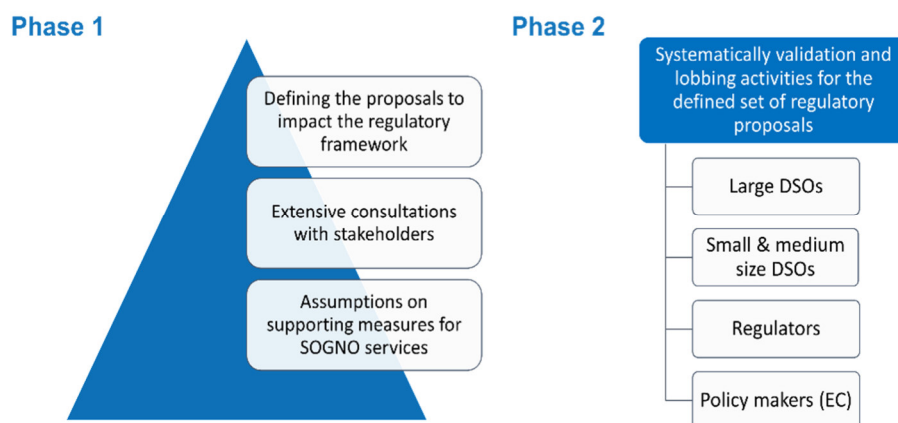 Phase 1
Defining the proposals to
impact the regulatory
framework
Extensive consultations
with stakeholders
Assumptions on
supporting measures for
SOGNO services
Phase 2
Systematically validation and
lobbing activities for the
defined set of regulatory
proposals
Large DSOs
Small & medium
size DSOs
Regulators
Policy makers (EC)